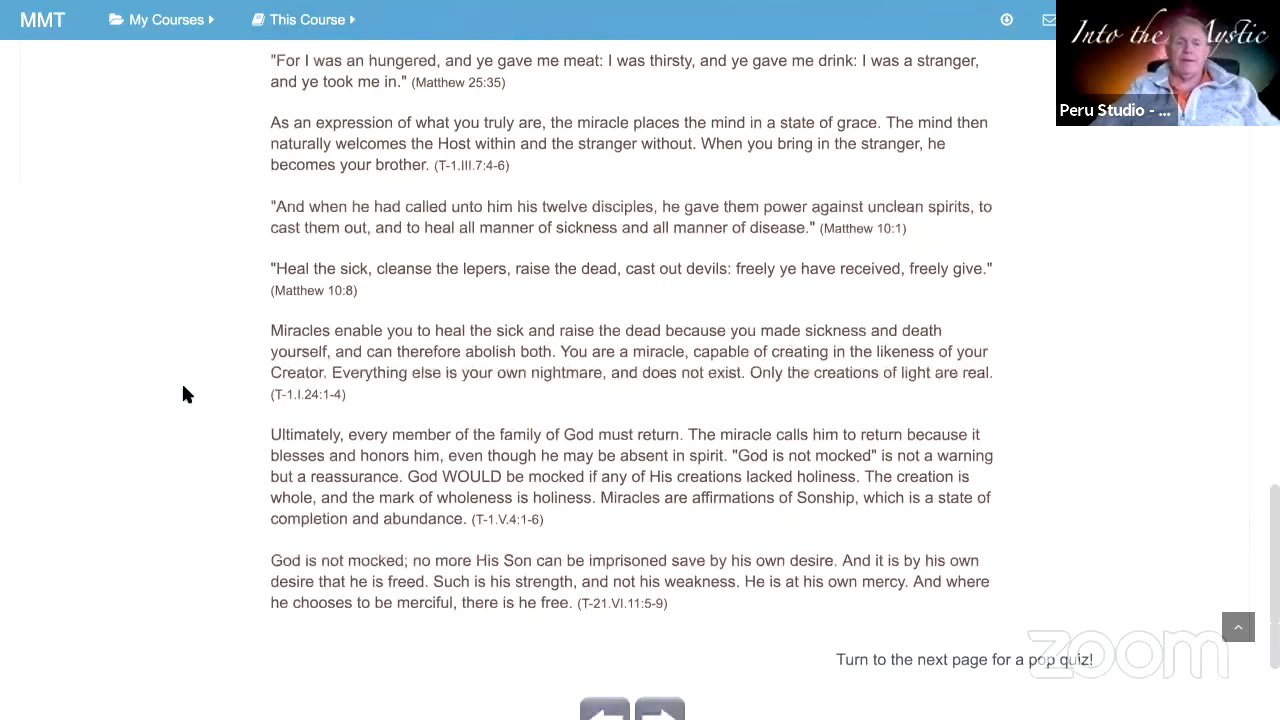 MMT
My Courses
This Course
Into the Mystic
Peru Studio - ...
"For I was an hungered, and ye gave me meat: I was thirsty, and ye gave me drink: I was a stranger,
and ye took me in." (Matthew 25:35)
As an expression of what you truly are, the miracle places the mind in a state of grace. The mind then
naturally welcomes the Host within and the stranger without. When you bring in the stranger, he
becomes your brother. (T-1.III.7:4-6)
"And when he had called unto him his twelve disciples, he gave them power against unclean spirits, to
cast them out, and to heal all manner of sickness and all manner of disease." (Matthew 10:1)
"Heal the sick, cleanse the lepers, raise the dead, cast out devils: freely ye have received, freely give."
(Matthew 10:8)
Miracles enable you to heal the sick and raise the dead because you made sickness and death
yourself, and can therefore abolish both. You are a miracle, capable of creating in the likeness of your
Creator. Everything else is your own nightmare, and does not exist. Only the creations of light are real.
(T-1.I.24:1-4)
Ultimately, every member of the family of God must return. The miracle calls him to return because it
blesses and honors him, even though he may be absent in spirit. "God is not mocked" is not a warning
but a reassurance. God WOULD be mocked if any of His creations lacked holiness. The creation is
whole, and the mark of wholeness is holiness. Miracles are affirmations of Sonship, which is a state of
completion and abundance. (T-1.V.4:1-6)
God is not mocked; no more His Son can be imprisoned save by his own desire. And it is by his own
desire that he is freed. Such is his strength, and not his weakness. He is at his own mercy. And where
he chooses to be merciful, there is he free. (T-21.VI.11:5-9)
Turn to the next page for a pop quiz!
zoom